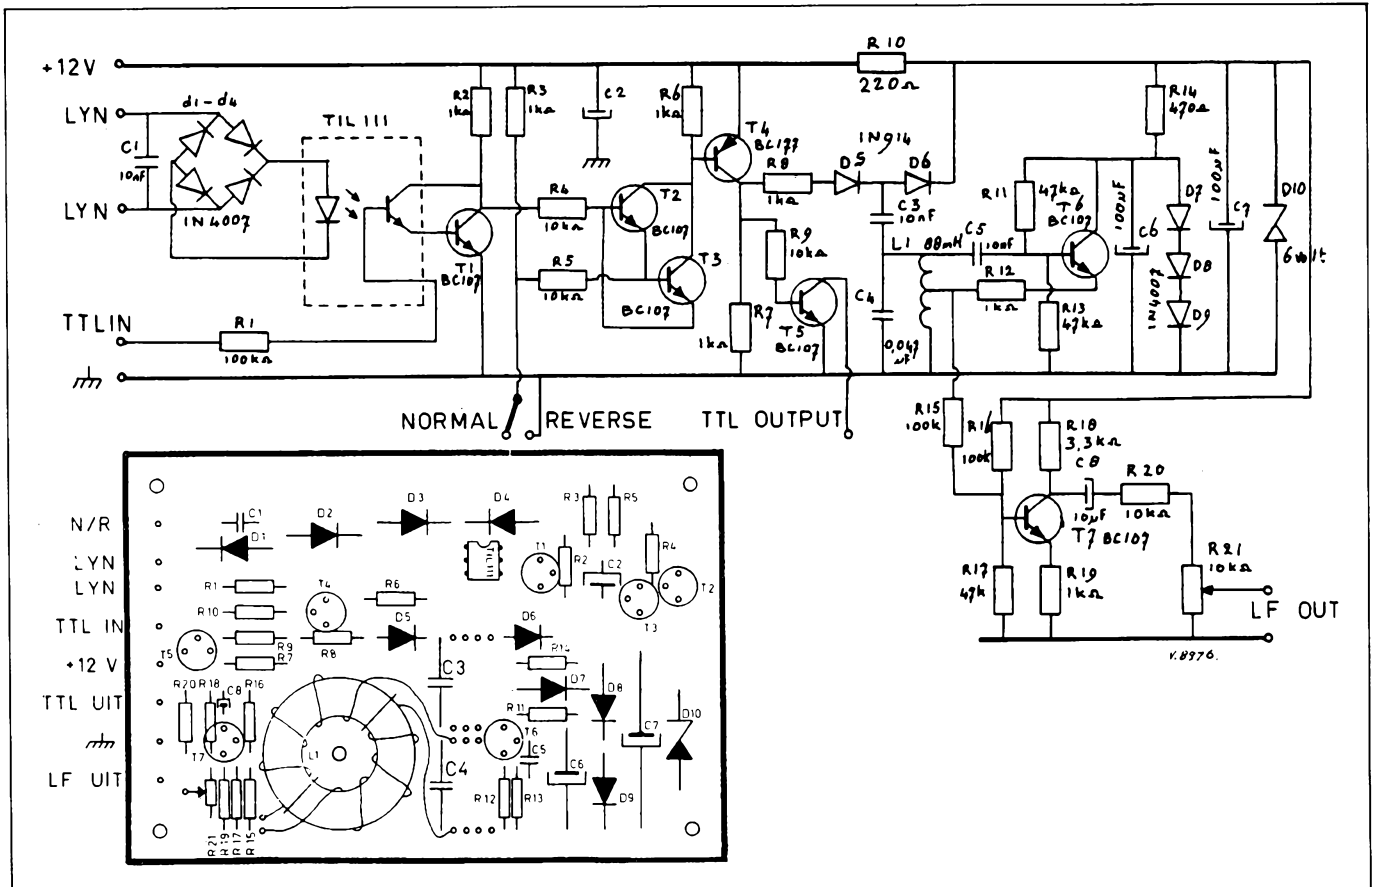 +12V
LYN
d1-d4
C1
10nF
LYN
1N4007
TIL 111
TTLIN
R1
100kΩ
R2
1kΩ
R3
1kΩ
C2
R4
10kΩ
R5
10kΩ
T1
BC107
T2
BC107
T3
BC107
R6
1kΩ
T4
BC177
R7
1kΩ
R8
1kΩ
R9
10kΩ
T5
BC107
R10
220Ω
1N914
D5
D6
C3
10nF
C4
0,047
µF
L1
88mH
C5
10nF
R11
47kΩ
R12
1kΩ
T6
BC107
R13
47kΩ
R14
470Ω
100µF
C6
D7
D8
D9
1N4007
100µF
C7
D10
6volt
NORMAL
REVERSE
TTL OUTPUT
R15
100k
R16
100k
R18
3,3kΩ
C8
10µF
R20
10kΩ
T7 BC107
R17
47k
R19
1kΩ
R21
10kΩ
LF OUT
V.8976.
N/R
LYN
LYN
TTL IN
+12 V
TTL UIT
LF UIT
C1
D1
D2
D3
D4
TIL111
T1
R2
R3
R5
C2
R4
T2
T3
R1
R10
R9
R7
T4
R8
R6
D5
D6
T5
C3
R14
D7
R11
D8
C7
D10
R20
R18
C8
R16
T7
L1
C4
T6
C5
C6
D9
R12
R13
R21
R19
R17
R15